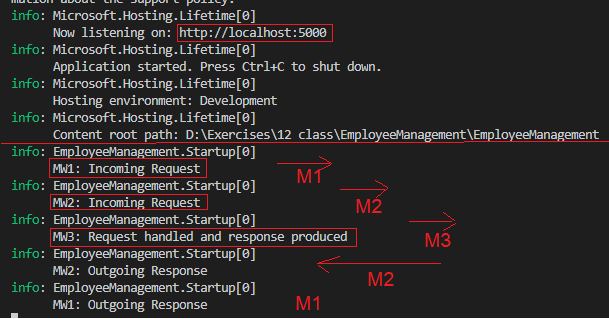 mation about the support policy.
info: Microsoft.Hosting.Lifetime[0]
Now listening on: http://localhost:5000
info: Microsoft.Hosting.Lifetime[0]
Application started. Press Ctrl+C to shut down.
info: Microsoft.Hosting.Lifetime[0]
Hosting environment: Development
info: Microsoft.Hosting.Lifetime[0]
Content root path: D:\Exercises\12 class\EmployeeManagement\EmployeeManagement
info: EmployeeManagement.Startup[0]
MW1: Incoming Request
M1
info: EmployeeManagement.Startup[0]
MW2: Incoming Request
M2
info: EmployeeManagement.Startup[0]
MW3: Request handled and response produced
M3
info: EmployeeManagement.Startup[0]
MW2: Outgoing Response
M2
info: EmployeeManagement.Startup[0]
MW1: Outgoing Response
M1